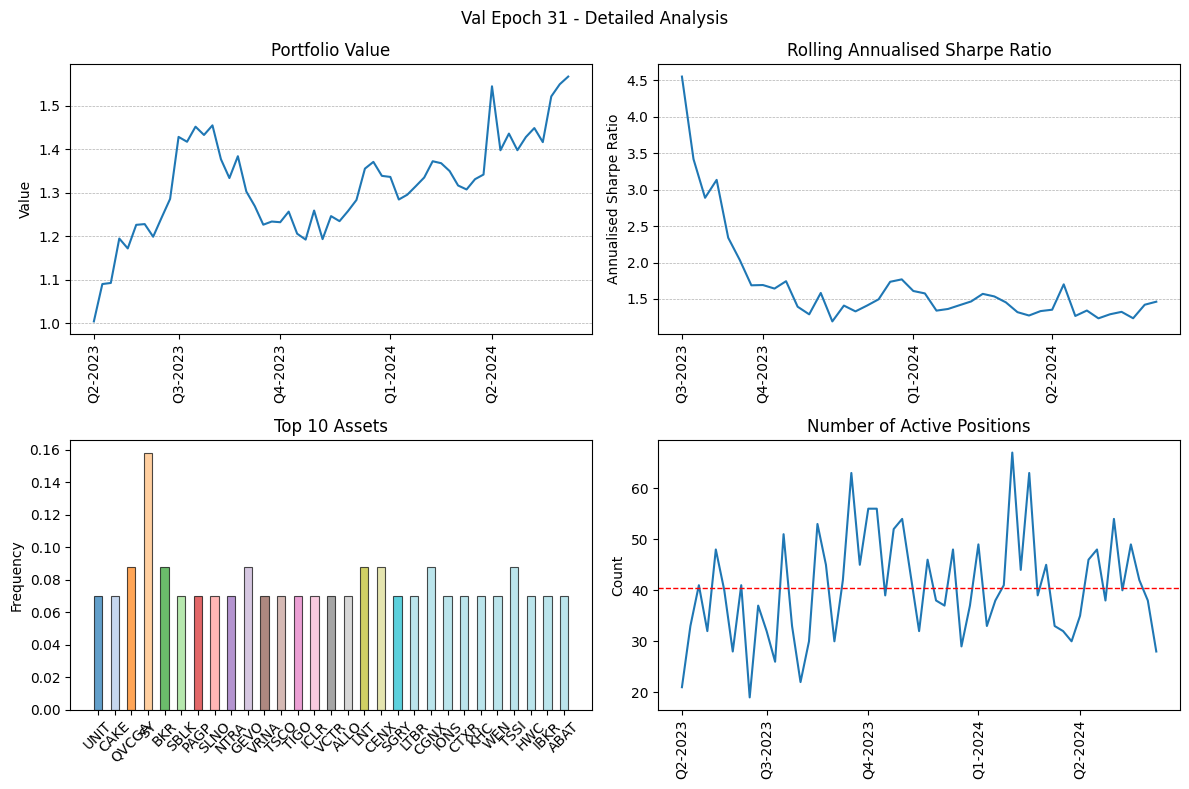 Val Epoch 31 - Detailed Analysis
Portfolio Value
Value
1.5
1.4
1.3
1.2
1.1
1.0
Q2-2023
Q3-2023
Q4-2023
Q1-2024
Q2-2024
Rolling Annualised Sharpe Ratio
Annualised Sharpe Ratio
4.5
4.0
3.5
3.0
2.5
2.0
1.5
Q3-2023
Q4-2023
Q1-2024
Q2-2024
Top 10 Assets
Frequency
0.16
0.14
0.12
0.10
0.08
0.06
0.04
0.02
0.00
UNIT
CAKE
QVCGA
BKR
SBLK
PAGP
SLNO
NTRA
GEVO
VRNA
TSCO
TIGO
ICLR
VCTR
ALLO
LNT
CENX
SGRY
LTBR
CGNX
IONS
CTXR
KHC
WEN
TSSI
HWC
IBKR
ABAT
Number of Active Positions
Count
60
50
40
30
20
Q2-2023
Q3-2023
Q4-2023
Q1-2024
Q2-2024